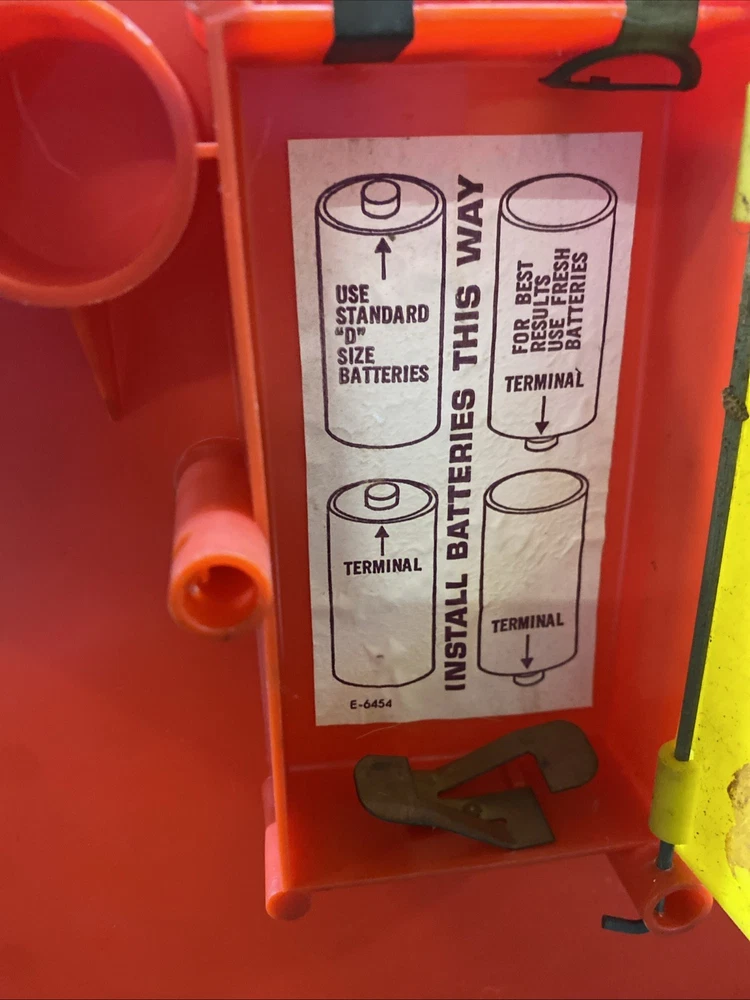 USE
STANDARD
"D"
SIZE
BATTERIES
TERMINAL
E-6454
INSTALL BATTERIES THIS WAY
FOR BEST
RESULTS
USE FRESH
BATTERIES
TERMINAL
TERMINAL